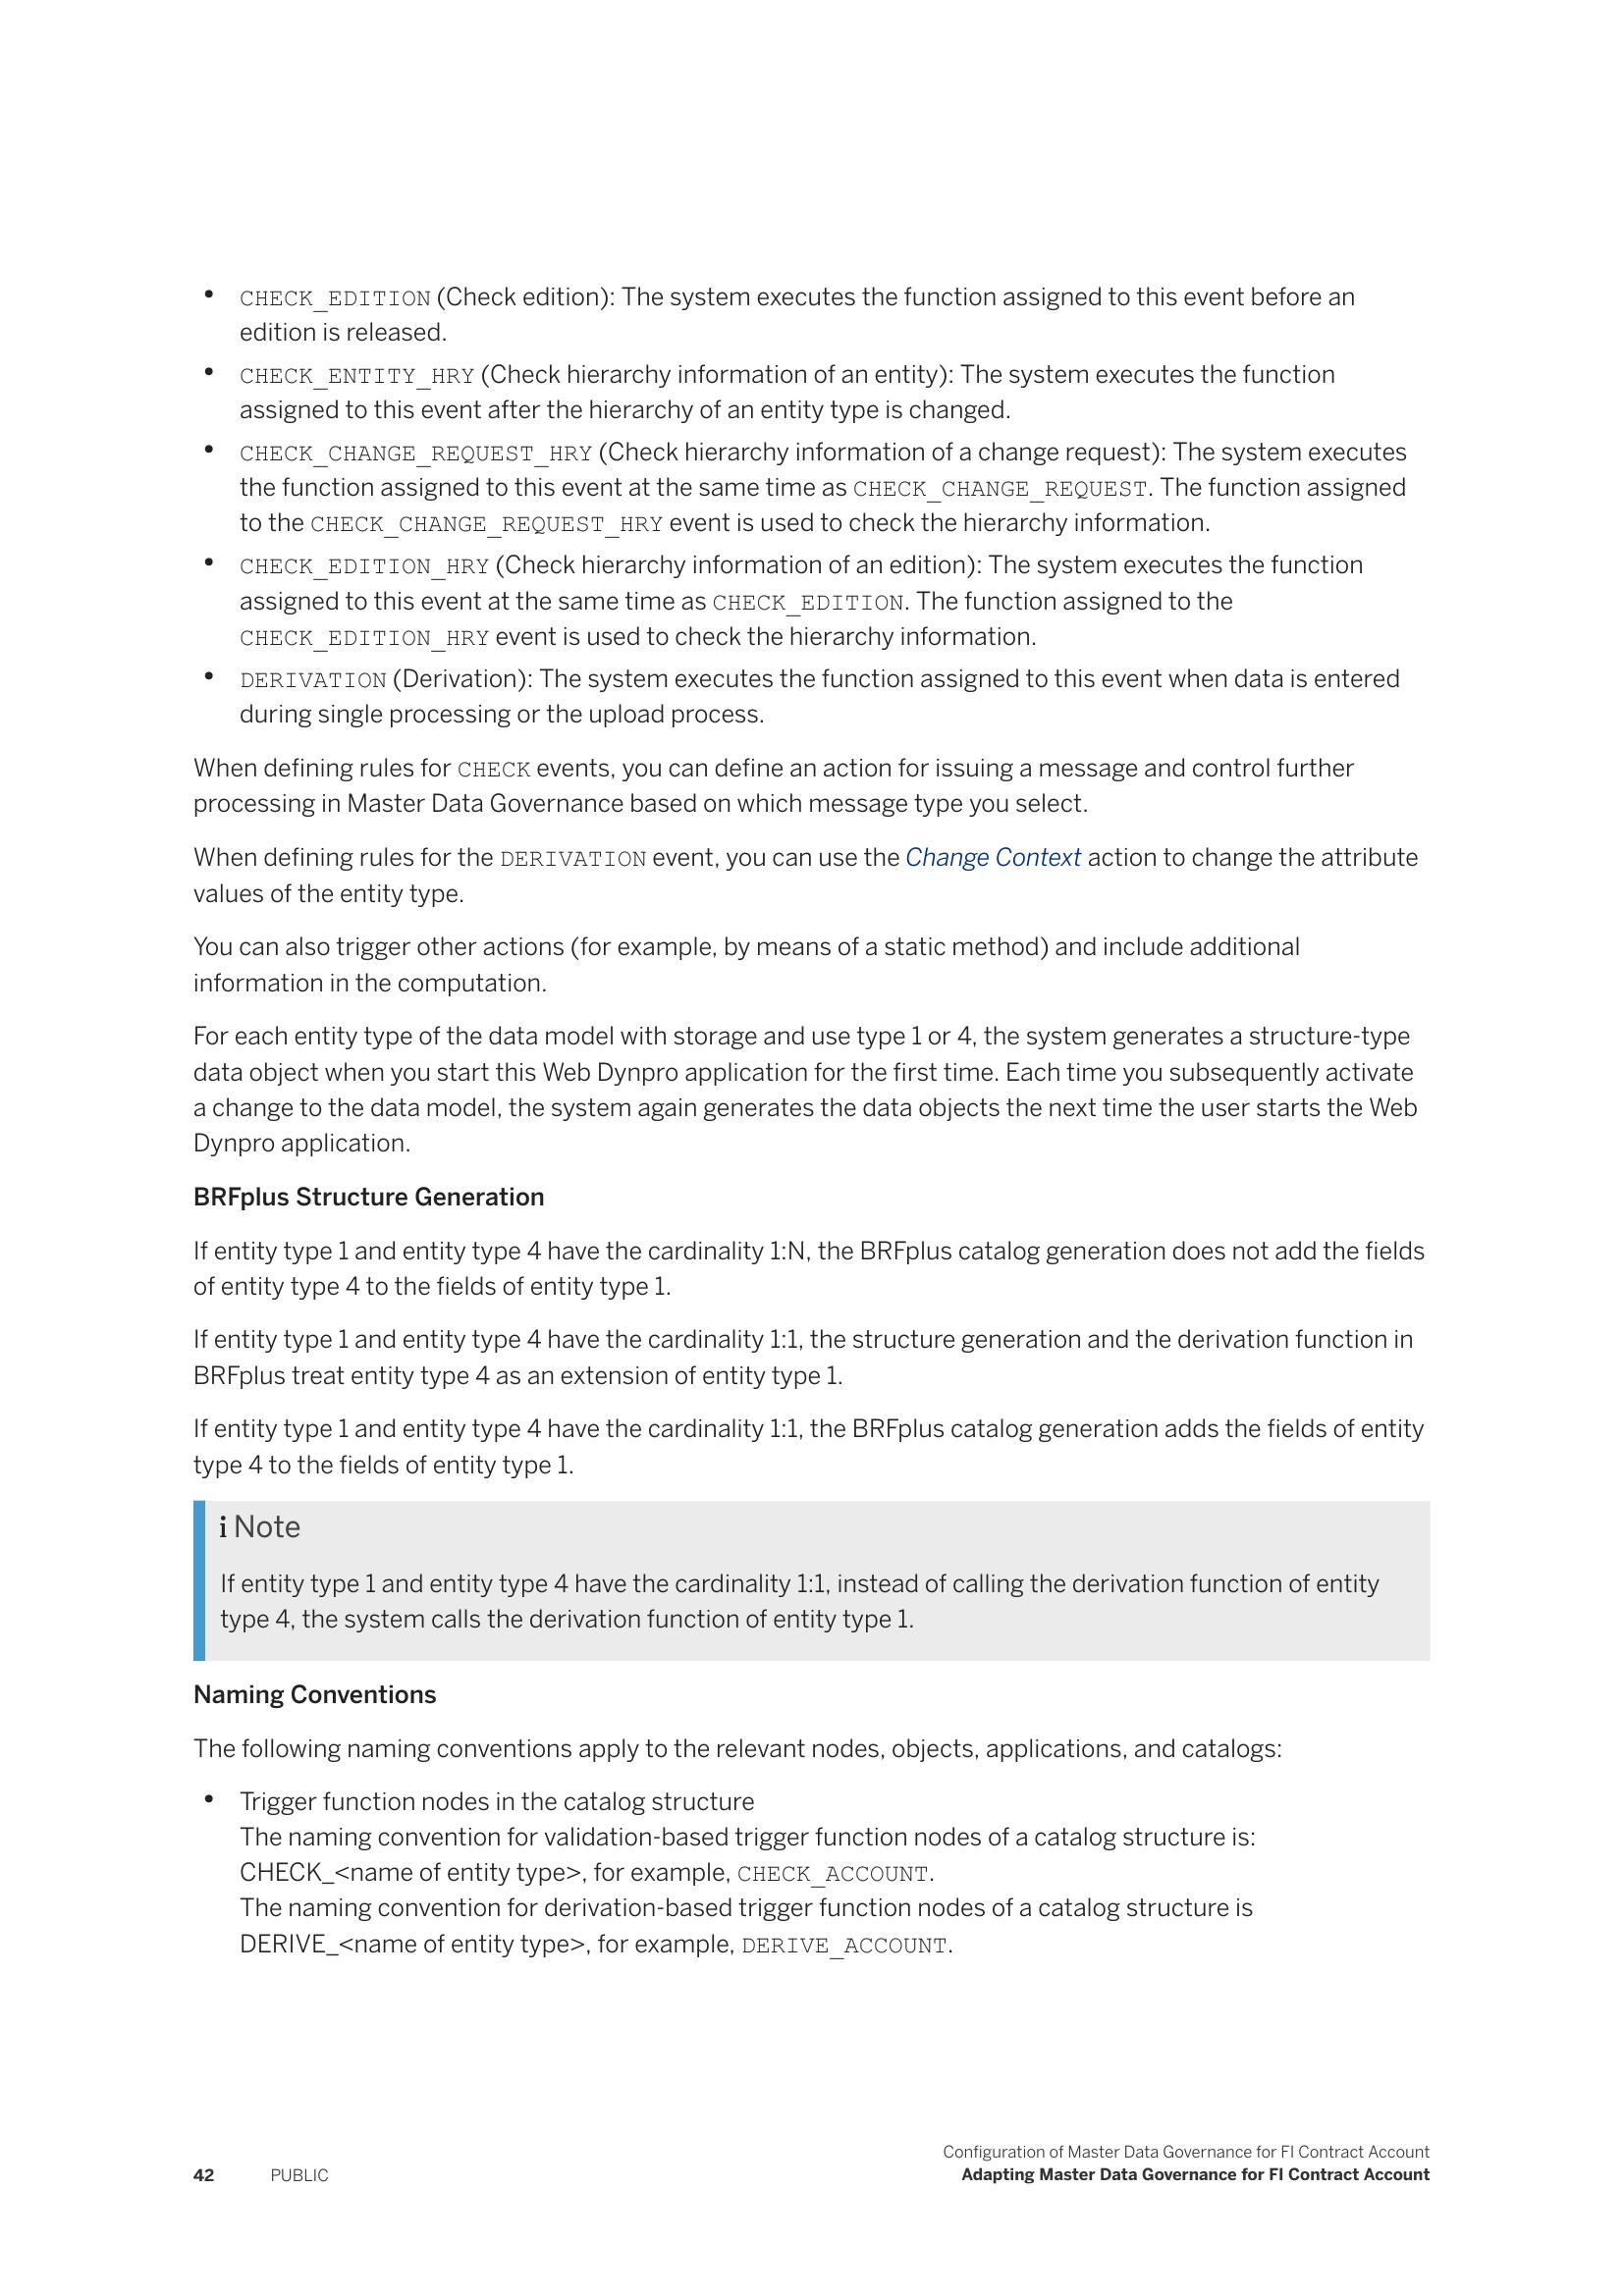 • CHECK_EDITION (Check edition): The system executes the function assigned to this event before an
edition is released.
• CHECK_ENTITY_HRY (Check hierarchy information of an entity): The system executes the function
assigned to this event after the hierarchy of an entity type is changed.
• CHECK_CHANGE_REQUEST_HRY (Check hierarchy information of a change request): The system executes
the function assigned to this event at the same time as CHECK_CHANGE_REQUEST. The function assigned
to the CHECK_CHANGE_REQUEST_HRY event is used to check the hierarchy information.
• CHECK_EDITION_HRY (Check hierarchy information of an edition): The system executes the function
assigned to this event at the same time as CHECK_EDITION. The function assigned to the
CHECK_EDITION_HRY event is used to check the hierarchy information.
• DERIVATION (Derivation): The system executes the function assigned to this event when data is entered
during single processing or the upload process.
When defining rules for CHECK events, you can define an action for issuing a message and control further
processing in Master Data Governance based on which message type you select.
When defining rules for the DERIVATION event, you can use the Change Context action to change the attribute
values of the entity type.
You can also trigger other actions (for example, by means of a static method) and include additional
information in the computation.
For each entity type of the data model with storage and use type 1 or 4, the system generates a structure-type
data object when you start this Web Dynpro application for the first time. Each time you subsequently activate
a change to the data model, the system again generates the data objects the next time the user starts the Web
Dynpro application.
BRFplus Structure Generation
If entity type 1 and entity type 4 have the cardinality 1:N, the BRFplus catalog generation does not add the fields
of entity type 4 to the fields of entity type 1.
If entity type 1 and entity type 4 have the cardinality 1:1, the structure generation and the derivation function in
BRFplus treat entity type 4 as an extension of entity type 1.
If entity type 1 and entity type 4 have the cardinality 1:1, the BRFplus catalog generation adds the fields of entity
type 4 to the fields of entity type 1.
i Note
If entity type 1 and entity type 4 have the cardinality 1:1, instead of calling the derivation function of entity
type 4, the system calls the derivation function of entity type 1.
Naming Conventions
The following naming conventions apply to the relevant nodes, objects, applications, and catalogs:
• Trigger function nodes in the catalog structure
The naming convention for validation-based trigger function nodes of a catalog structure is:
CHECK_<name of entity type>, for example, CHECK_ACCOUNT.
The naming convention for derivation-based trigger function nodes of a catalog structure is
DERIVE_<name of entity type>, for example, DERIVE_ACCOUNT.
Configuration of Master Data Governance for FI Contract Account
42 PUBLIC Adapting Master Data Governance for FI Contract Account